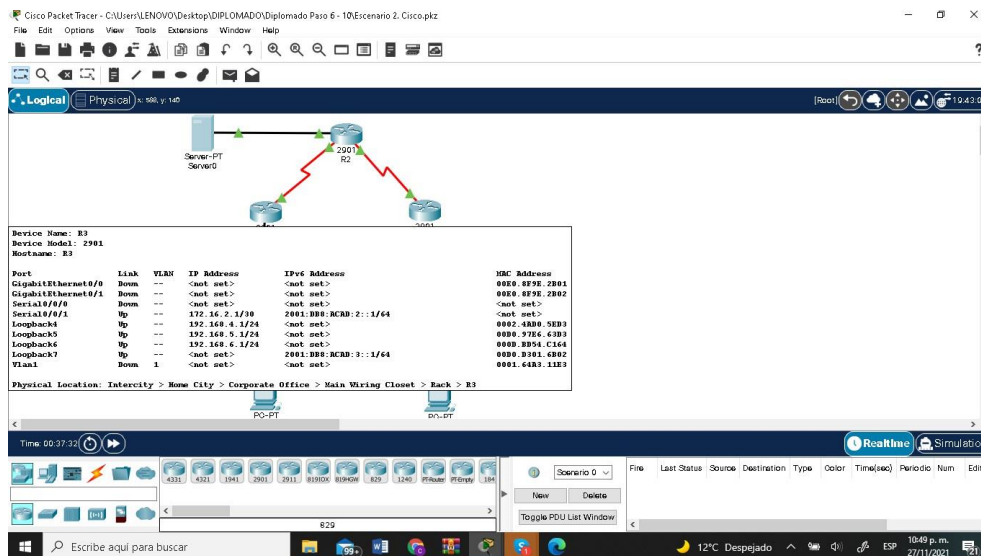 Cisco Packet Tracer - C:\Users\LENOVO\Desktop\DIPLOMADO\Diplomado Paso 6 - 10\Escenario 2. Cisco.pkz
File Edit Options View Tools Extensions Window Help
Logical Physical x: 588, y: 140 [Root] 19:43:0
Server-PT
Server0
2901
R2
2901
Device Name: R3
Device Model: 2901
Hostname: R3
Port Link VLAN IP Address IPv6 Address MAC Address
GigabitEthernet0/0 Down -- <not set> <not set> 00E0.8F9E.2B01
GigabitEthernet0/1 Down -- <not set> <not set> 00E0.8F9E.2B02
Serial0/0/0 Down -- <not set> <not set> <not set>
Serial0/0/1 Up -- 172.16.2.1/30 2001:DB8:ACAD:2::1/64 <not set>
Loopback4 Up -- 192.168.4.1/24 <not set> 0002.4AD0.5ED3
Loopback5 Up -- 192.168.5.1/24 <not set> 00D0.97E6.63D3
Loopback6 Up -- 192.168.6.1/24 <not set> 000D.BD54.C164
Loopback7 Up -- <not set> 2001:DB8:ACAD:3::1/64 00D0.D301.6B02
Vlan1 Down 1 <not set> <not set> 0001.64A3.11E3
Physical Location: Intercity > Home City > Corporate Office > Main Wiring Closet > Rack > R3
PC-PT PC-PT
Time: 00:37:32 Realtime Simulatio
4331 4321 1941 2901 2911 819IOX 819HGW 829 1240 PT-Router PT-Empty 184
829
Scenario 0
New Delete
Toggle PDU List Window
Fire Last Status Source Destination Type Color Time(sec) Periodic Num Edi
Escribe aquí para buscar
99+
12°C Despejado ESP
10:49 p. m.
27/11/2021
21